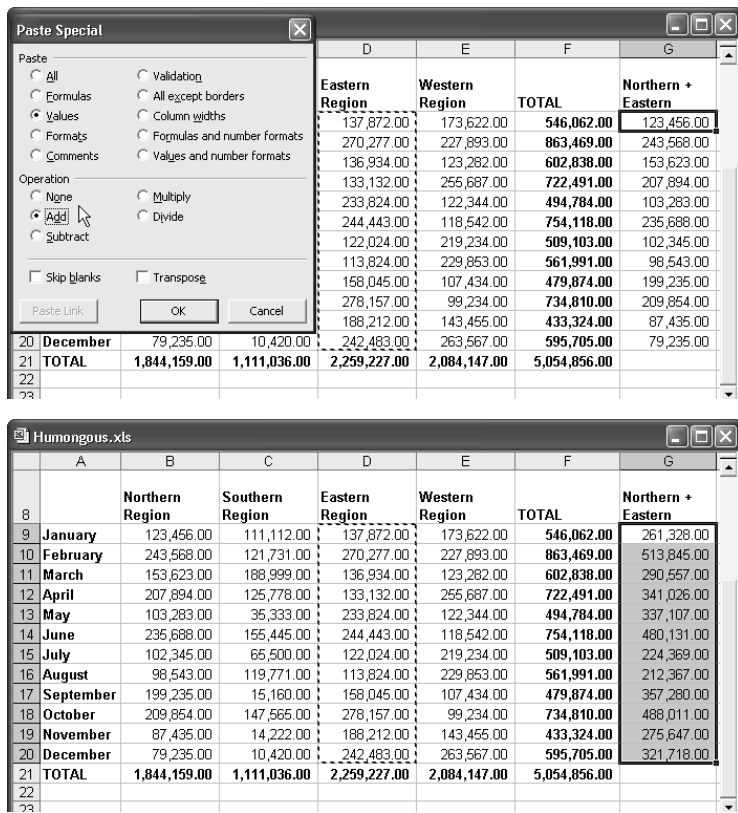 Paste Special
Paste
All Validation
Formulas All except borders
Values Column widths
Formats Formulas and number formats
Comments Values and number formats
Operation
None Multiply
Add Divide
Subtract
Skip blanks Transpose
Paste Link OK Cancel
D E F G
Eastern Western Northern +
Region Region TOTAL Eastern
137,872.00 173,622.00 546,062.00 123,456.00
270,277.00 227,893.00 863,469.00 243,568.00
136,934.00 123,282.00 602,838.00 153,623.00
133,132.00 255,687.00 722,491.00 207,894.00
233,824.00 122,344.00 494,784.00 103,283.00
244,443.00 118,542.00 754,118.00 235,688.00
122,024.00 219,234.00 509,103.00 102,345.00
113,824.00 229,853.00 561,991.00 98,543.00
158,045.00 107,434.00 479,874.00 199,235.00
278,157.00 99,234.00 734,810.00 209,854.00
188,212.00 143,455.00 433,324.00 87,435.00
20 December 79,235.00 10,420.00 242,483.00 263,567.00 595,705.00 79,235.00
21 TOTAL 1,844,159.00 1,111,036.00 2,259,227.00 2,084,147.00 5,054,856.00
22
23
Humongous.xls
A B C D E F G
Northern Southern Eastern Western Northern +
8 Region Region Region Region TOTAL Eastern
9 January 123,456.00 111,112.00 137,872.00 173,622.00 546,062.00 261,328.00
10 February 243,568.00 121,731.00 270,277.00 227,893.00 863,469.00 513,845.00
11 March 153,623.00 188,999.00 136,934.00 123,282.00 602,838.00 290,557.00
12 April 207,894.00 125,778.00 133,132.00 255,687.00 722,491.00 341,026.00
13 May 103,283.00 35,333.00 233,824.00 122,344.00 494,784.00 337,107.00
14 June 235,688.00 155,445.00 244,443.00 118,542.00 754,118.00 480,131.00
15 July 102,345.00 65,500.00 122,024.00 219,234.00 509,103.00 224,369.00
16 August 98,543.00 119,771.00 113,824.00 229,853.00 561,991.00 212,367.00
17 September 199,235.00 15,160.00 158,045.00 107,434.00 479,874.00 357,280.00
18 October 209,854.00 147,565.00 278,157.00 99,234.00 734,810.00 488,011.00
19 November 87,435.00 14,222.00 188,212.00 143,455.00 433,324.00 275,647.00
20 December 79,235.00 10,420.00 242,483.00 263,567.00 595,705.00 321,718.00
21 TOTAL 1,844,159.00 1,111,036.00 2,259,227.00 2,084,147.00 5,054,856.00
22
23